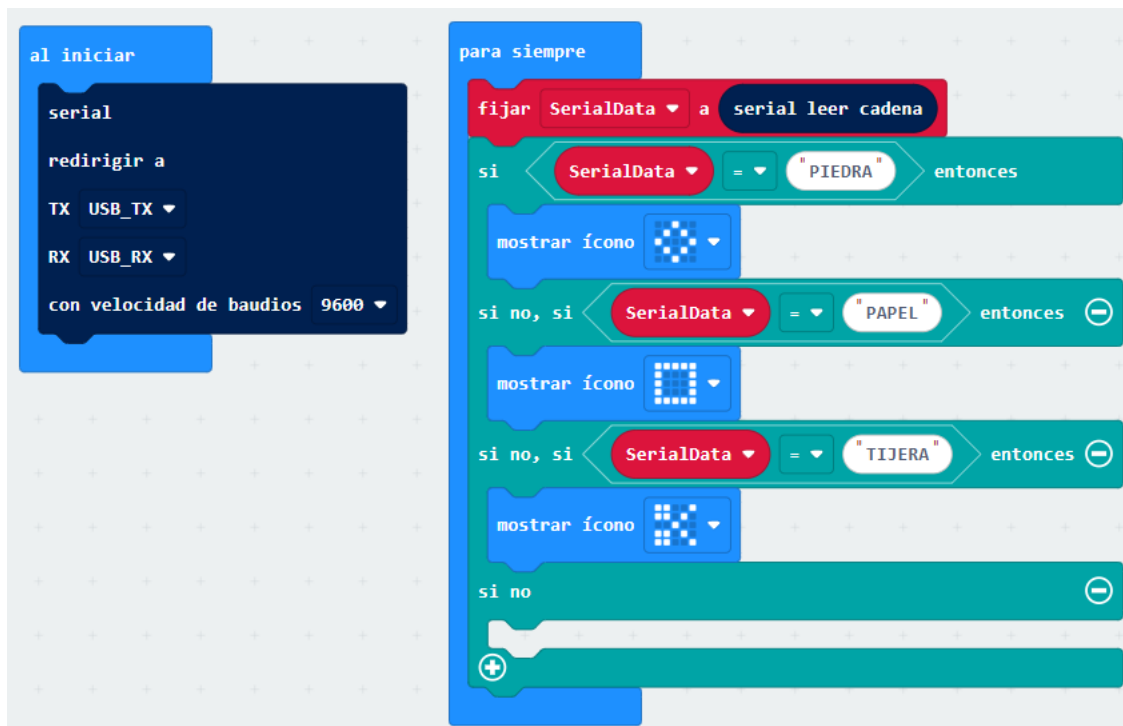 al iniciar
serial
redirigir a
TX USB_TX
RX USB_RX
con velocidad de baudios 9600
para siempre
fijar SerialData a serial leer cadena
si SerialData = "PIEDRA" entonces
mostrar ícono
si no, si SerialData = "PAPEL" entonces
mostrar ícono
si no, si SerialData = "TIJERA" entonces
mostrar ícono
si no